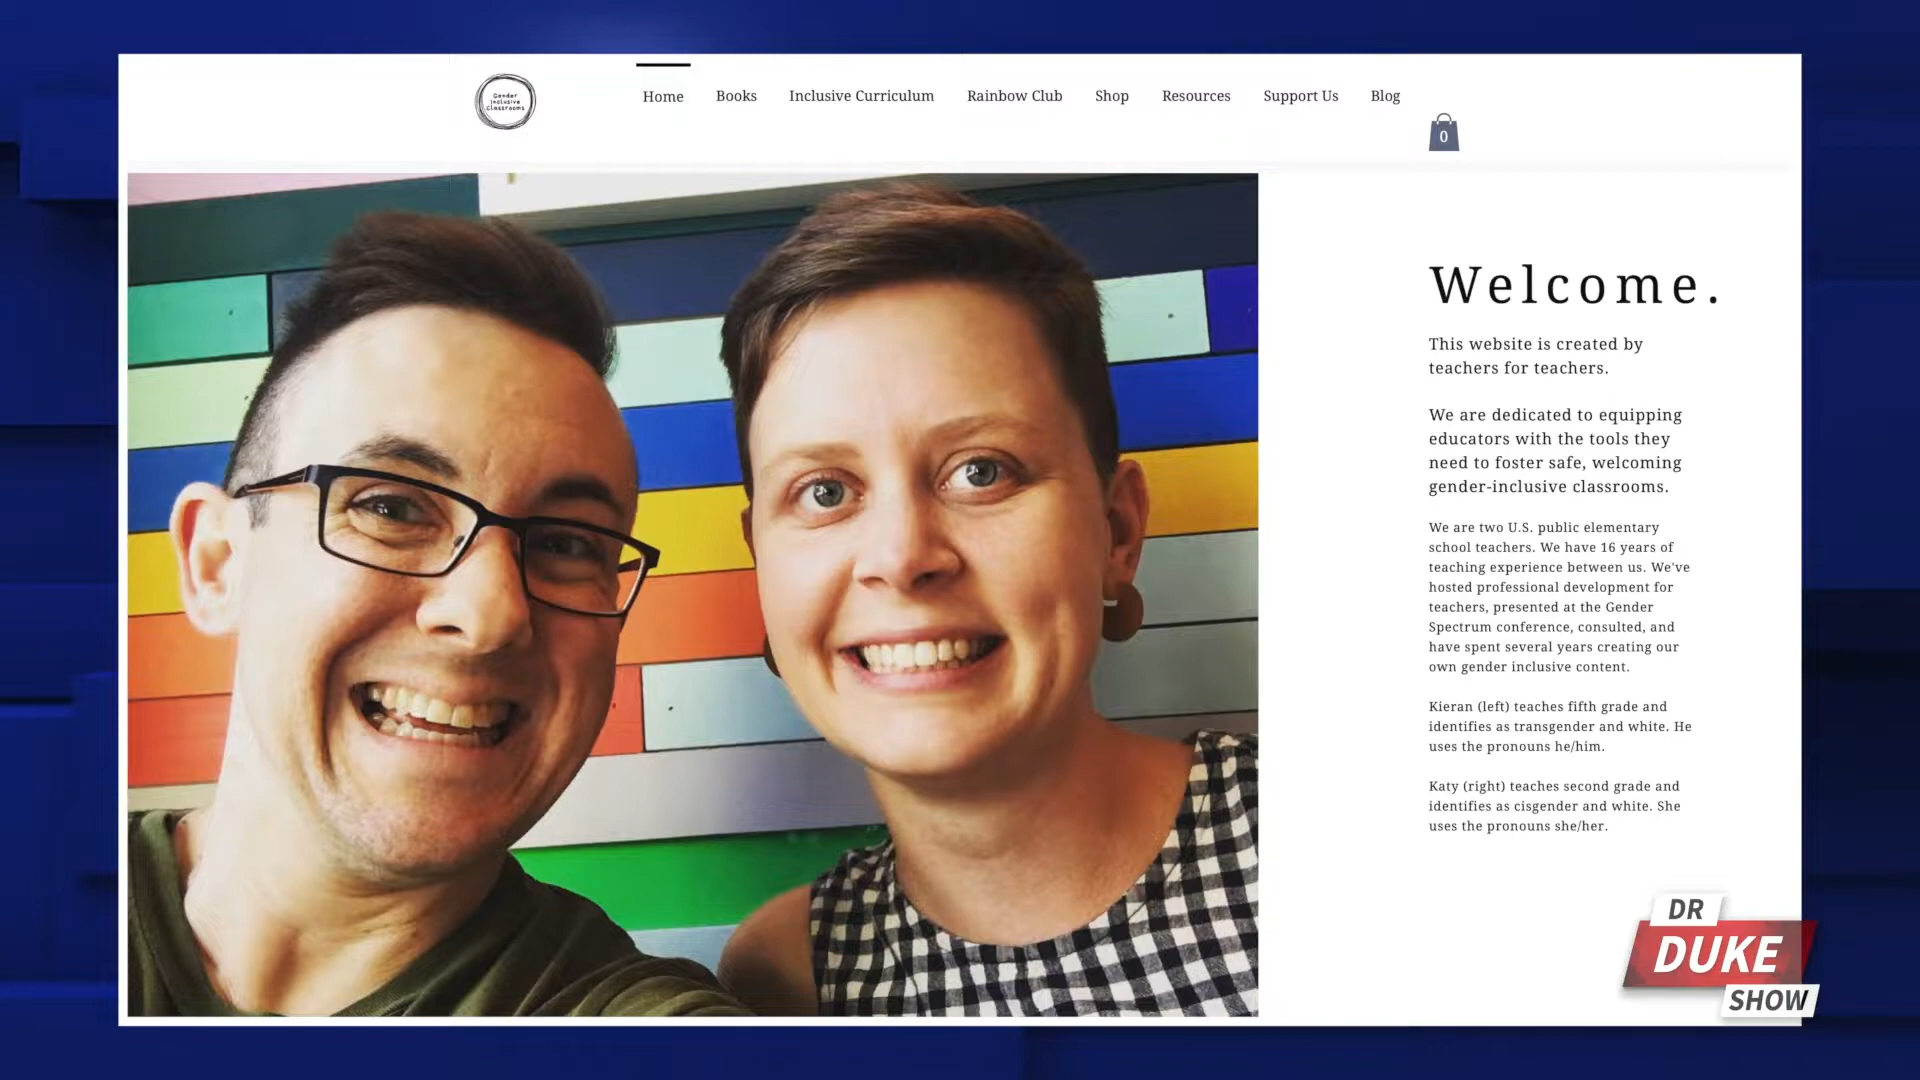 Gender
Inclusive
Classrooms
Home
Books
Inclusive Curriculum
Rainbow Club
Shop
Resources
Support Us
Blog
0
Welcome.
This website is created by
teachers for teachers.
We are dedicated to equipping
educators with the tools they
need to foster safe, welcoming
gender-inclusive classrooms.
We are two U.S. public elementary
school teachers. We have 16 years of
teaching experience between us. We've
hosted professional development for
teachers, presented at the Gender
Spectrum conference, consulted, and
have spent several years creating our
own gender inclusive content.
Kieran (left) teaches fifth grade and
identifies as transgender and white. He
uses the pronouns he/him.
Katy (right) teaches second grade and
identifies as cisgender and white. She
uses the pronouns she/her.
DR
DUKE
SHOW